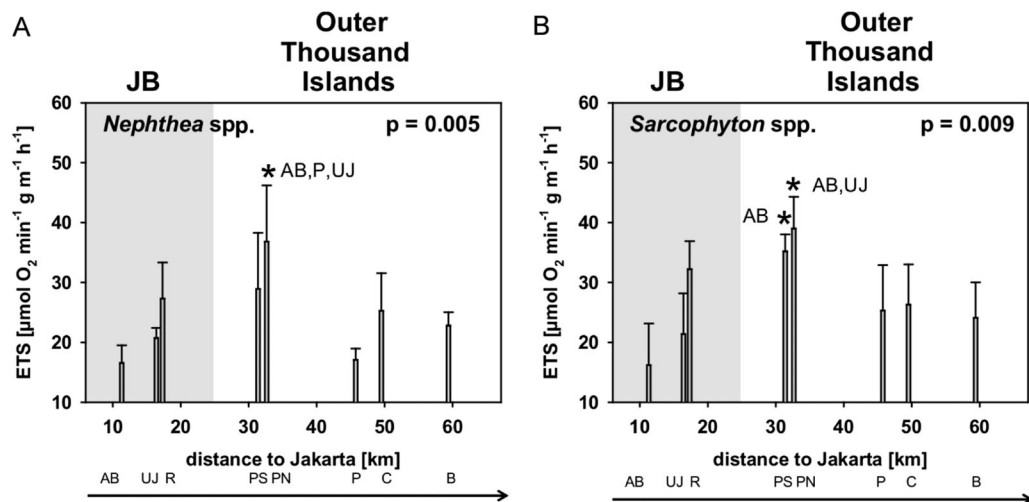 A
JB
Outer
Thousand
Islands
Nephthea spp.
p = 0.005
* AB,P,UJ
60
50
40
30
20
10
ETS [µmol O₂ min⁻¹ g m⁻¹ h⁻¹]
10 20 30 40 50 60
distance to Jakarta [km]
AB UJ R PS PN P C B
B
JB
Outer
Thousand
Islands
Sarcophyton spp.
p = 0.009
* AB,UJ
AB *
60
50
40
30
20
10
ETS [µmol O₂ min⁻¹ g m⁻¹ h⁻¹]
10 20 30 40 50 60
distance to Jakarta [km]
AB UJ R PS PN P C B